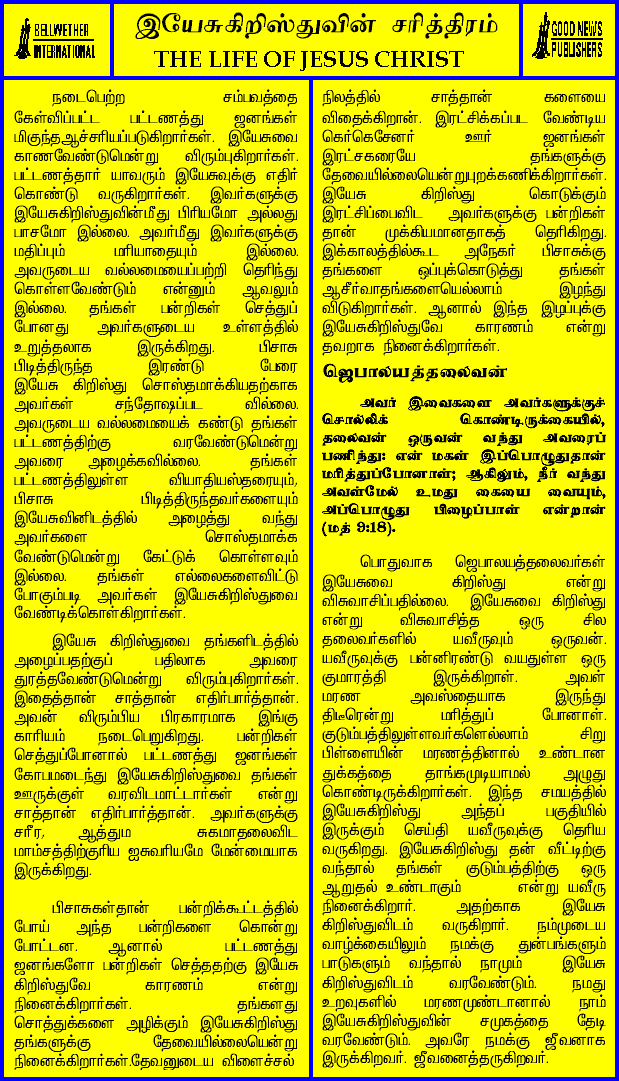 BELLWETHER
INTERNATIONAL
இயேசுகிறிஸ்துவின் சரித்திரம்
THE LIFE OF JESUS CHRIST
GOOD NEWS
PUBLISHERS
நடைபெற்ற சம்பவத்தை
கேள்விப்பட்ட பட்டணத்து ஜனங்கள்
மிகுந்தஆச்சரியப்படுகிறார்கள். இயேசுவை
காணவேண்டுமென்று விரும்புகிறார்கள்.
பட்டணத்தார் யாவரும் இயேசுவுக்கு எதிர்
கொண்டு வருகிறார்கள். இவர்களுக்கு
இயேசுகிறிஸ்துவின்மீது பிரியமோ அல்லது
பாசமோ இல்லை. அவர்மீது இவர்களுக்கு
மதிப்பும் மரியாதையும் இல்லை.
அவருடைய வல்லமையைப்பற்றி தெரிந்து
கொள்ளவேண்டும் என்னும் ஆவலும்
இல்லை. தங்கள் பன்றிகள் செத்துப்
போனது அவர்களுடைய உள்ளத்தில்
உறுத்தலாக இருக்கிறது. பிசாசு
பிடித்திருந்த இரண்டு பேரை
இயேசு கிறிஸ்து சொஸ்தமாக்கியதற்காக
அவர்கள் சந்தோஷப்பட வில்லை.
அவருடைய வல்லமையைக் கண்டு தங்கள்
பட்டணத்திற்கு வரவேண்டுமென்று
அவரை அழைக்கவில்லை. தங்கள்
பட்டணத்திலுள்ள வியாதியஸ்தரையும்,
பிசாசு பிடித்திருந்தவர்களையும்
இயேசுவினிடத்தில் அழைத்து வந்து
அவர்களை சொஸ்தமாக்க
வேண்டுமென்று கேட்டுக் கொள்ளவும்
இல்லை. தங்கள் எல்லைகளைவிட்டு
போகும்படி அவர்கள் இயேசுகிறிஸ்துவை
வேண்டிக்கொள்கிறார்கள்.
இயேசு கிறிஸ்துவை தங்களிடத்தில்
அழைப்பதற்குப் பதிலாக அவரை
துரத்தவேண்டுமென்று விரும்புகிறார்கள்.
இதைத்தான் சாத்தான் எதிர்பார்த்தான்.
அவன் விரும்பிய பிரகாரமாக இங்கு
காரியம் நடைபெறுகிறது. பன்றிகள்
செத்துப்போனால் பட்டணத்து ஜனங்கள்
கோபமடைந்து இயேசுகிறிஸ்துவை தங்கள்
ஊருக்குள் வரவிடமாட்டார்கள் என்று
சாத்தான் எதிர்பார்த்தான். அவர்களுக்கு
சரீர, ஆத்தும சுகமாதலைவிட
மாம்சத்திற்குரிய ஐசுவரியமே மேன்மையாக
இருக்கிறது.
பிசாசுகள்தான் பன்றிக்கூட்டத்தில்
போய் அந்த பன்றிகளை கொன்று
போட்டன. ஆனால் பட்டணத்து
ஜனங்களோ பன்றிகள் செத்ததற்கு இயேசு
கிறிஸ்துவே காரணம் என்று
நினைக்கிறார்கள். தங்களது
சொத்துக்களை அழிக்கும் இயேசுகிறிஸ்து
தங்களுக்கு தேவையில்லையென்று
நினைக்கிறார்கள்.தேவனுடைய விளைச்சல்
நிலத்தில் சாத்தான் களையை
விதைக்கிறான். இரட்சிக்கப்பட வேண்டிய
கெர்கெசேனர் ஊர் ஜனங்கள்
இரட்சகரையே தங்களுக்கு
தேவையில்லையென்றுபுறக்கணிக்கிறார்கள்.
இயேசு கிறிஸ்து கொடுக்கும்
இரட்சிப்பைவிட அவர்களுக்கு பன்றிகள்
தான் முக்கியமானதாகத் தெரிகிறது.
இக்காலத்தில்கூட அநேகர் பிசாசுக்கு
தங்களை ஒப்புக்கொடுத்து தங்கள்
ஆசீர்வாதங்களையெல்லாம் இழந்து
விடுகிறார்கள். ஆனால் இந்த இழப்புக்கு
இயேசுகிறிஸ்துவே காரணம் என்று
தவறாக நினைக்கிறார்கள்.
ஜெபாலயத்தலைவன்
அவர் இவைகளை அவர்களுக்குச்
சொல்லிக் கொண்டிருக்கையில்,
தலைவன் ஒருவன் வந்து அவரைப்
பணிந்து: என் மகள் இப்பொழுதுதான்
மரித்துப்போனாள்; ஆகிலும், நீர் வந்து
அவள்மேல் உமது கையை வையும்,
அப்பொழுது பிழைப்பாள் என்றான்
(மத் 9:18).
பொதுவாக ஜெபாலயத்தலைவர்கள்
இயேசுவை கிறிஸ்து என்று
விசுவாசிப்பதில்லை. இயேசுவை கிறிஸ்து
என்று விசுவாசித்த ஒரு சில
தலைவர்களில் யவீருவும் ஒருவன்.
யவீருவுக்கு பன்னிரண்டு வயதுள்ள ஒரு
குமாரத்தி இருக்கிறாள். அவள்
மரண அவஸ்தையாக இருந்து
திடீரென்று மரித்துப் போனாள்.
குடும்பத்திலுள்ளவர்களெல்லாம் சிறு
பிள்ளையின் மரணத்தினால் உண்டான
துக்கத்தை தாங்கமுடியாமல் அழுது
கொண்டிருக்கிறார்கள். இந்த சமயத்தில்
இயேசுகிறிஸ்து அந்தப் பகுதியில்
இருக்கும் செய்தி யவீருவுக்கு தெரிய
வருகிறது. இயேசுகிறிஸ்து தன் வீட்டிற்கு
வந்தால் தங்கள் குடும்பத்திற்கு ஒரு
ஆறுதல் உண்டாகும் என்று யவீரு
நினைக்கிறார். அதற்காக இயேசு
கிறிஸ்துவிடம் வருகிறார். நம்முடைய
வாழ்க்கையிலும் நமக்கு துன்பங்களும்
பாடுகளும் வந்தால் நாமும் இயேசு
கிறிஸ்துவிடம் வரவேண்டும். நமது
உறவுகளில் மரணமுண்டானால் நாம்
இயேசுகிறிஸ்துவின் சமுகத்தை தேடி
வரவேண்டும். அவரே நமக்கு ஜீவனாக
இருக்கிறவர். ஜீவனைத்தருகிறவர்.